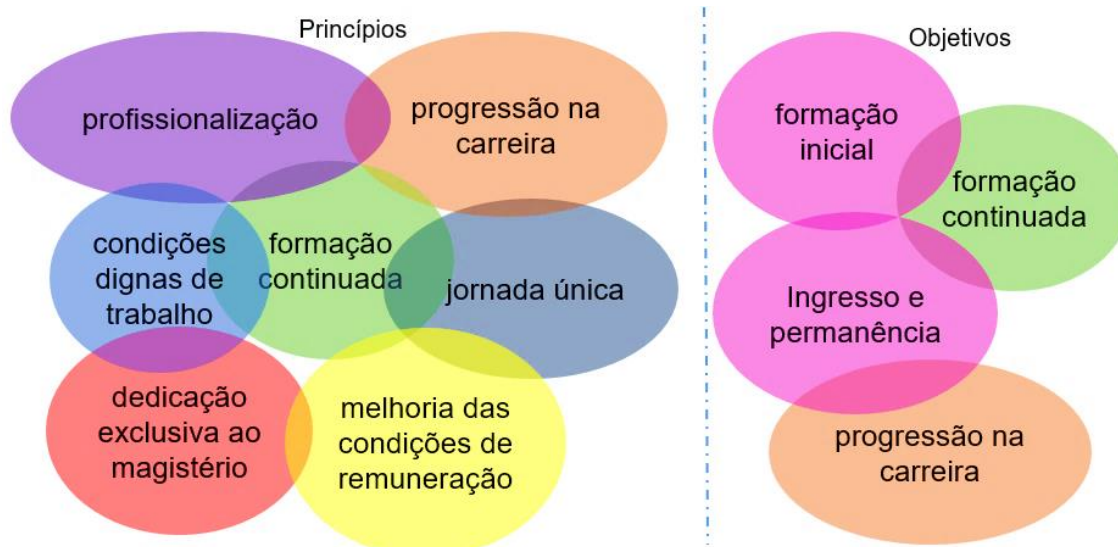 Princípios
profissionalização
progressão na
carreira
condições
dignas de
trabalho
formação
continuada
jornada única
dedicação
exclusiva ao
magistério
melhoria das
condições de
remuneração
Objetivos
formação
inicial
formação
continuada
Ingresso e
permanência
progressão na
carreira